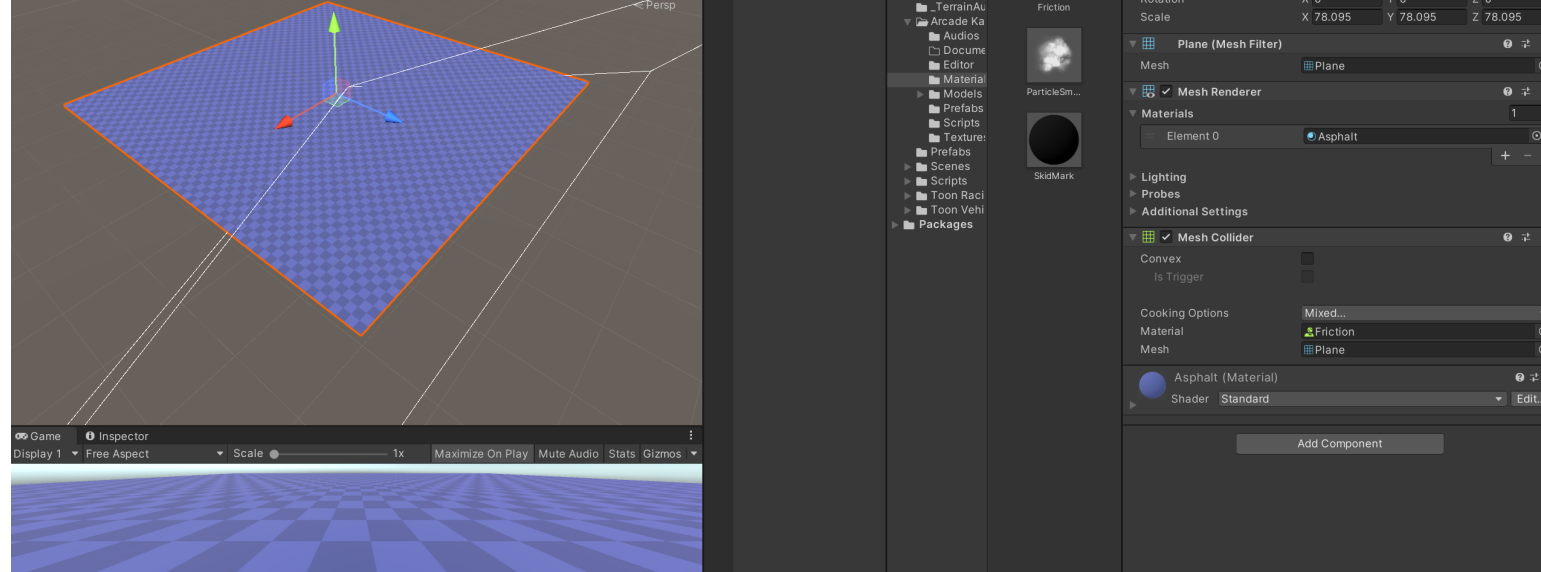 Persp
Game
Inspector
Display 1
Free Aspect
Scale
1x
Maximize On Play
Mute Audio
Stats
Gizmos
_TerrainAu
Arcade Ka
Audios
Docume
Editor
Material
Models
Prefabs
Scripts
Textures
Prefabs
Scenes
Scripts
Toon Raci
Toon Vehi
Packages
Friction
ParticleSm...
SkidMark
Scale X 78.095 Y 78.095 Z 78.095
Plane (Mesh Filter)
Mesh Plane
Mesh Renderer
Materials 1
Element 0 Asphalt
+ −
Lighting
Probes
Additional Settings
Mesh Collider
Convex
Is Trigger
Cooking Options Mixed...
Material Friction
Mesh Plane
Asphalt (Material)
Shader Standard Edit..
Add Component